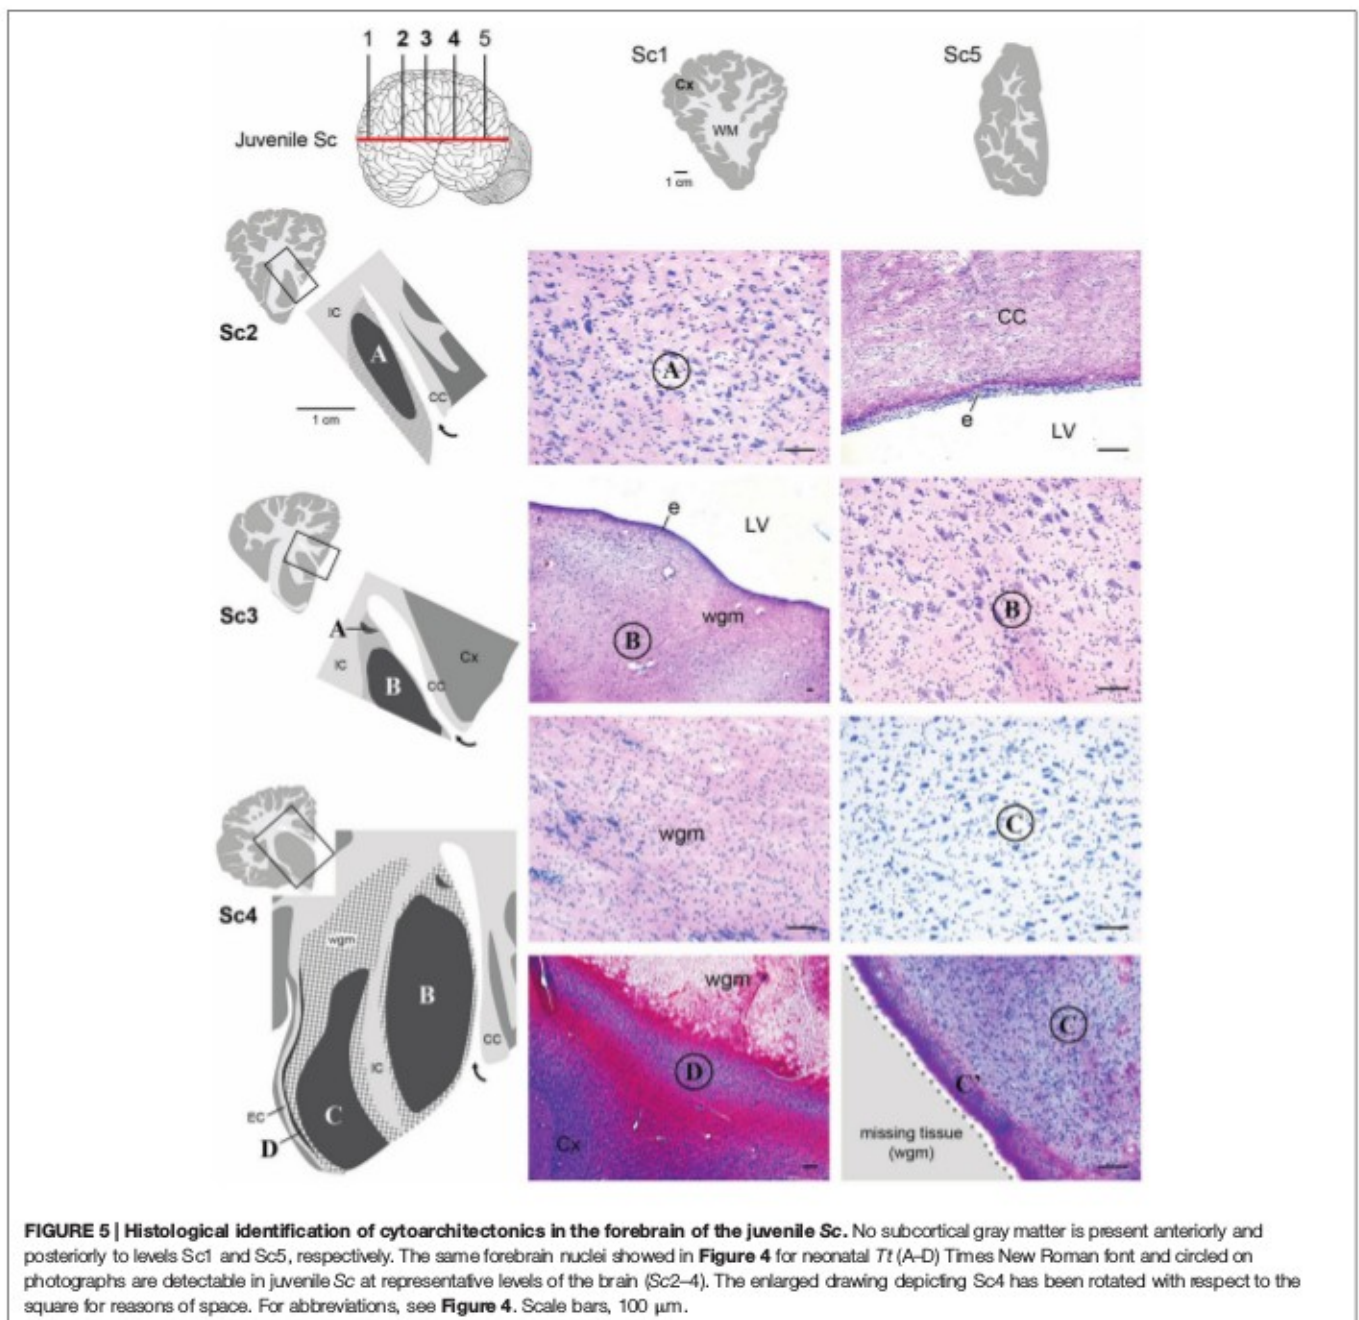 1 2 3 4 5
Juvenile Sc
Sc1
Cx
WM
1 cm
Sc5
Sc2
IC
A
CC
1 cm
A
CC
e
LV
Sc3
A
IC
B
CC
Cx
e
LV
wgm
B
B
Sc4
wgm
B
C
IC
CC
EC
D
wgm
C
wgm
D
Cx
C
C'
missing tissue
(wgm)
FIGURE 5 | Histological identification of cytoarchitectonics in the forebrain of the juvenile Sc. No subcortical gray matter is present anteriorly and
posteriorly to levels Sc1 and Sc5, respectively. The same forebrain nuclei showed in Figure 4 for neonatal Tt (A–D) Times New Roman font and circled on
photographs are detectable in juvenile Sc at representative levels of the brain (Sc2–4). The enlarged drawing depicting Sc4 has been rotated with respect to the
square for reasons of space. For abbreviations, see Figure 4. Scale bars, 100 μm.